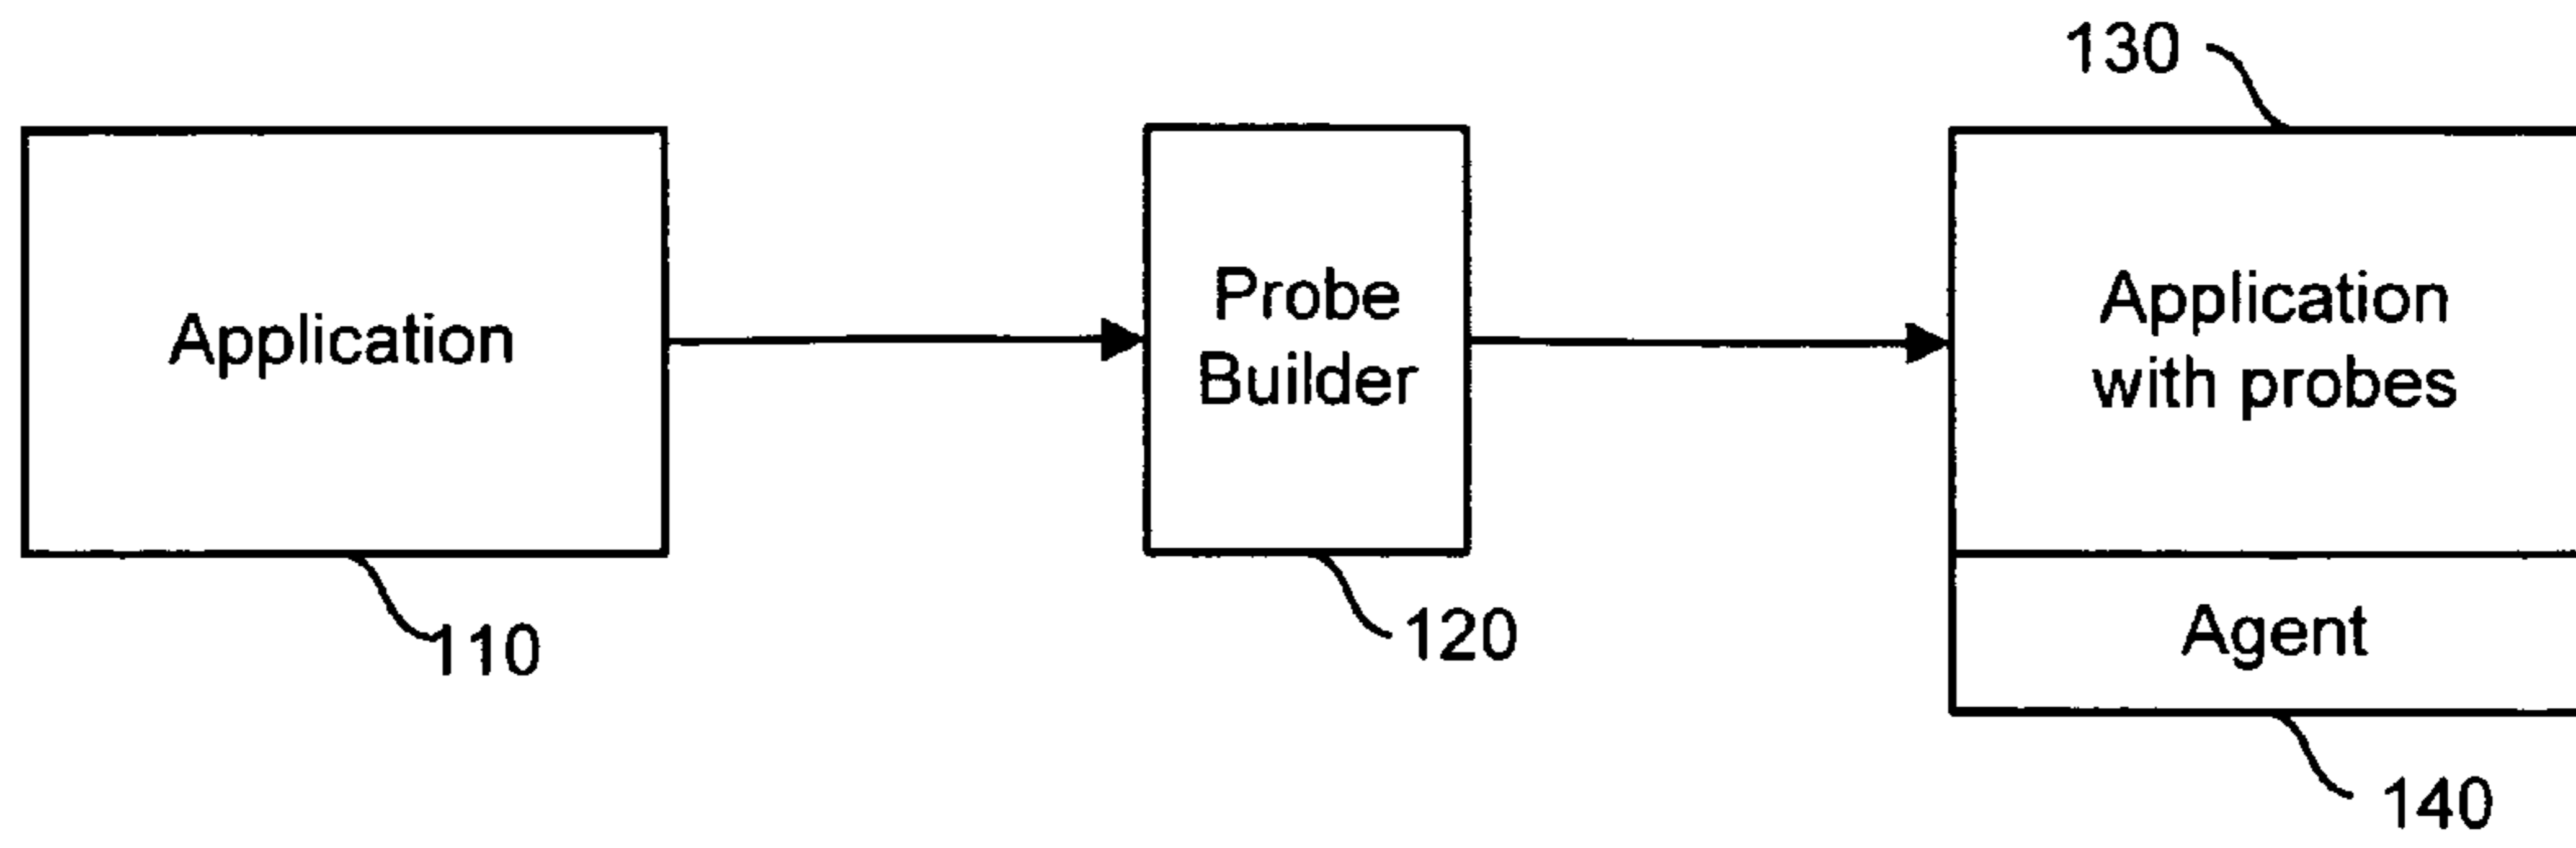 130
Application
Probe
Builder
Application
with probes
110
120
Agent
140